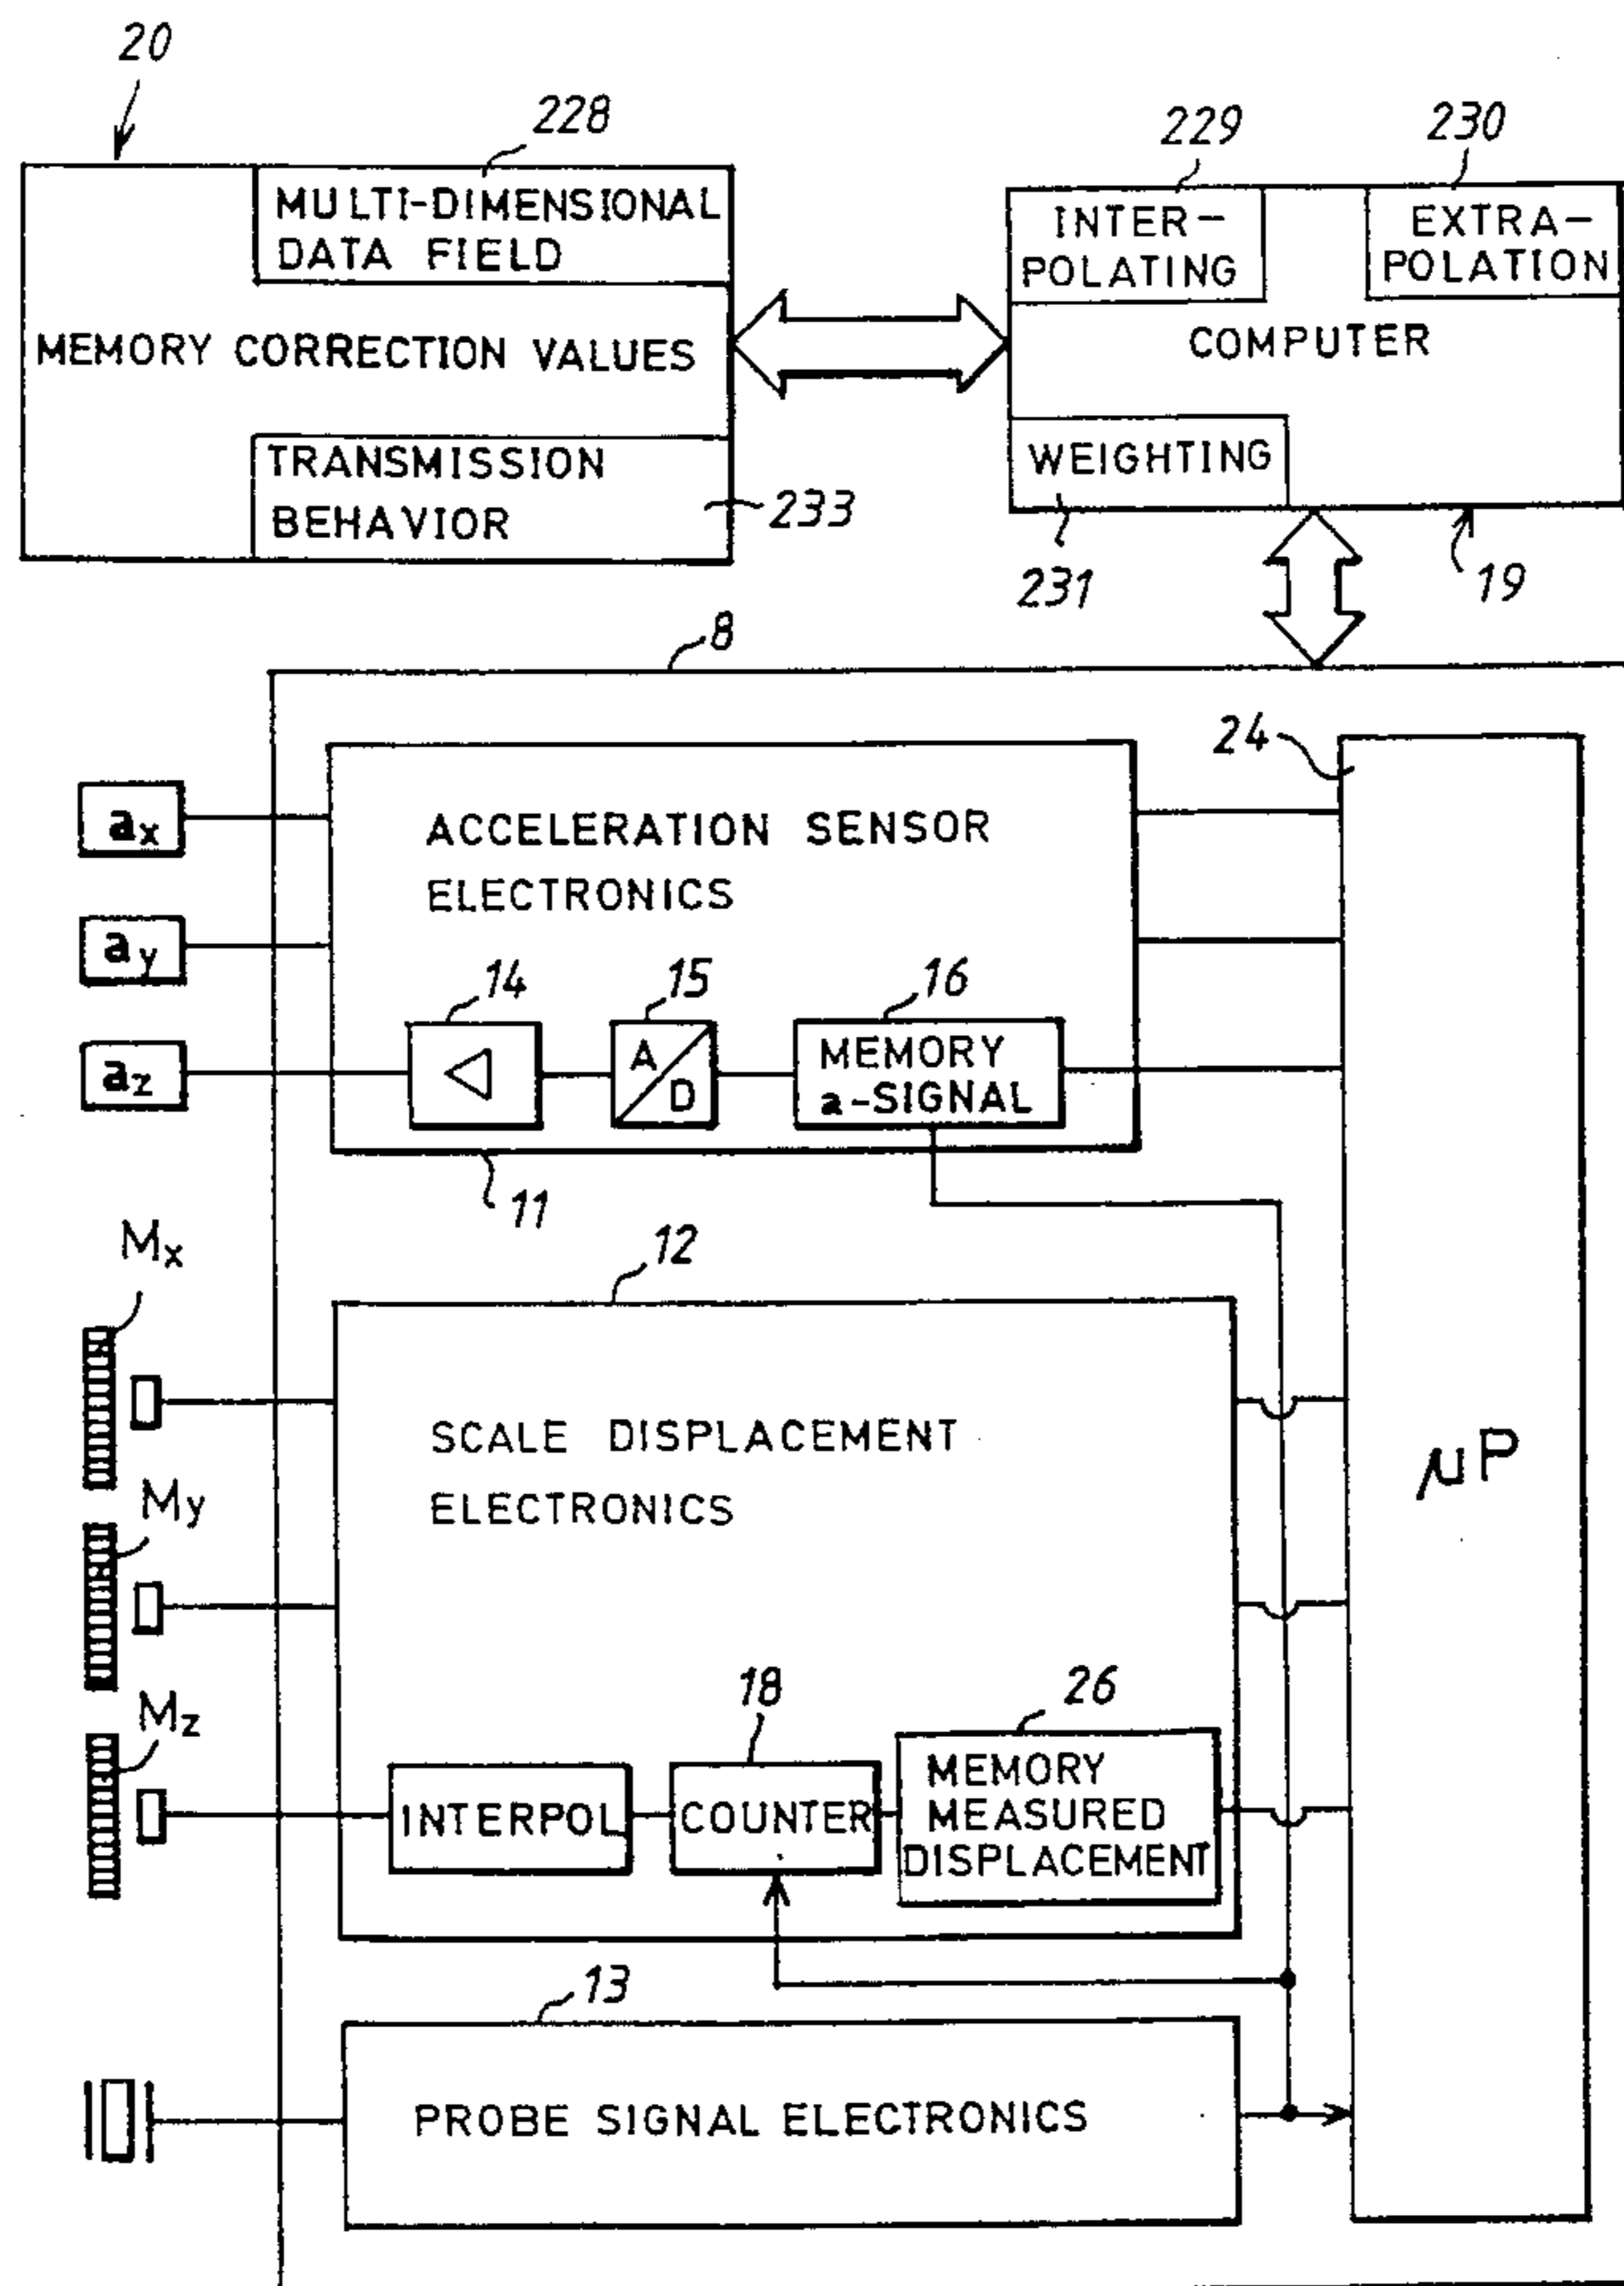 20
228
229
230
MULTI-DIMENSIONAL
DATA FIELD
INTER-
POLATING
EXTRA-
POLATION
MEMORY CORRECTION VALUES
COMPUTER
TRANSMISSION
BEHAVIOR
233
WEIGHTING
231
19
8
24
ax
ACCELERATION SENSOR
ELECTRONICS
ay
14
15
16
az
A/D
MEMORY
a-SIGNAL
11
Mx
12
SCALE DISPLACEMENT
ELECTRONICS
µP
My
Mz
18
26
INTERPOL
COUNTER
MEMORY
MEASURED
DISPLACEMENT
13
PROBE SIGNAL ELECTRONICS